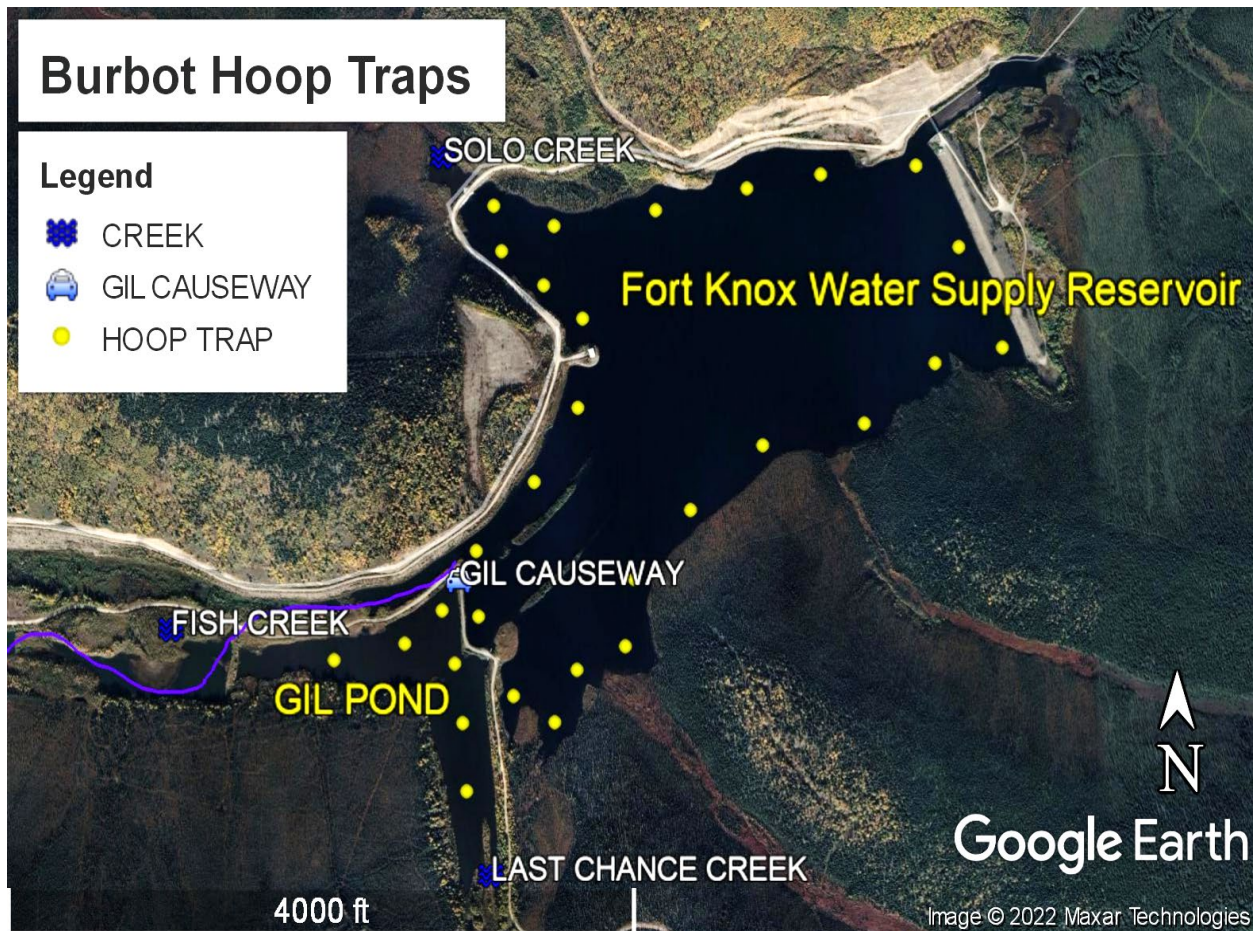 Burbot Hoop Traps
Legend
CREEK
GIL CAUSEWAY
HOOP TRAP
SOLO CREEK
Fort Knox Water Supply Reservoir
GIL CAUSEWAY
FISH CREEK
GIL POND
N
LAST CHANCE CREEK
Google Earth
4000 ft
Image © 2022 Maxar Technologies